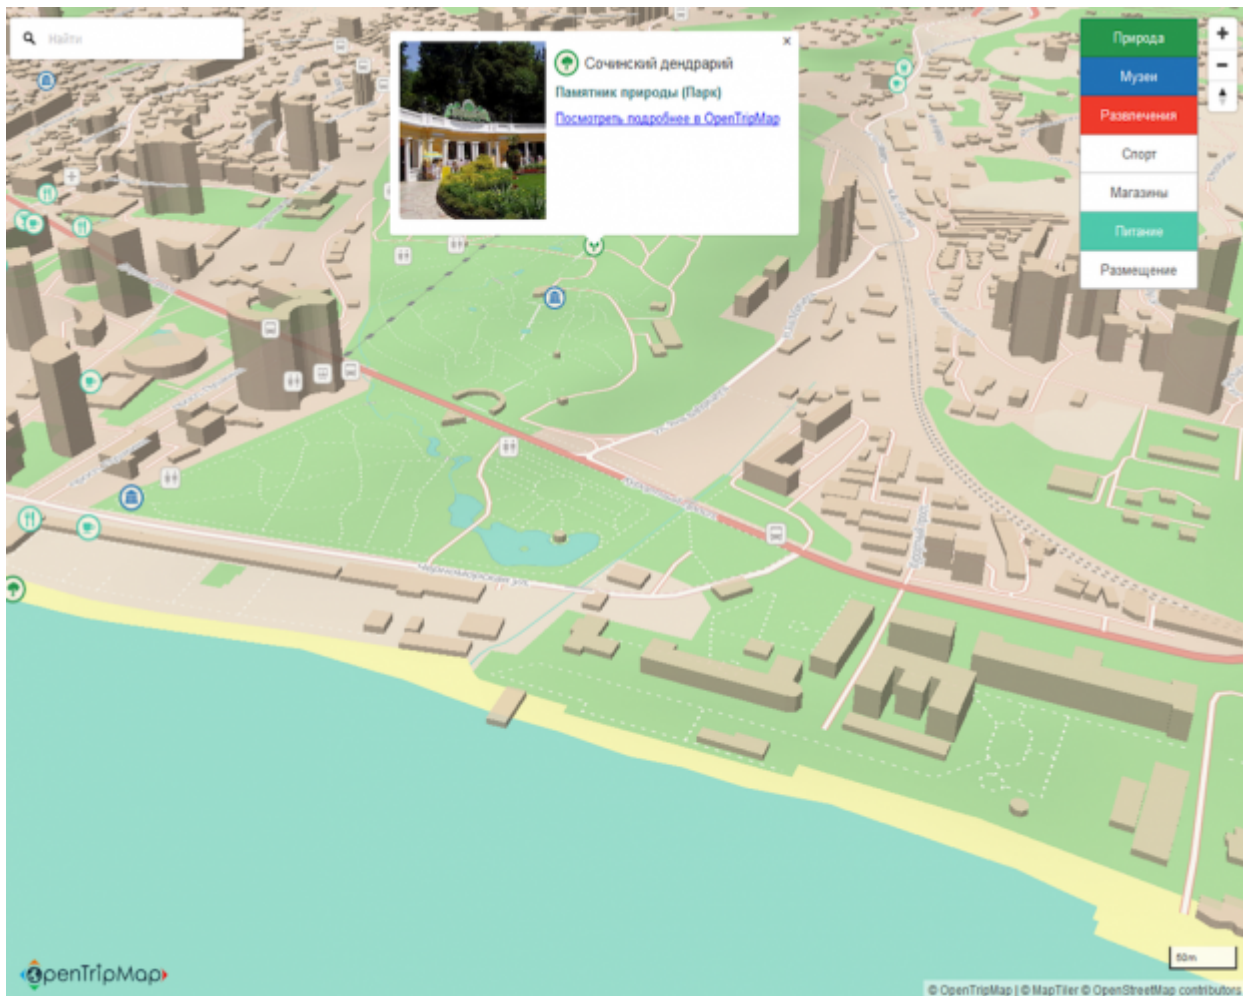 Найти
Сочинский дендрарий
Памятник природы (Парк)
Посмотреть подробнее в OpenTripMap
×
Природа
Музеи
Развлечения
Спорт
Магазины
Питание
Размещение
+
−
Черноморская ул.
50m
OpenTripMap
© OpenTripMap | © MapTiler © OpenStreetMap contributors